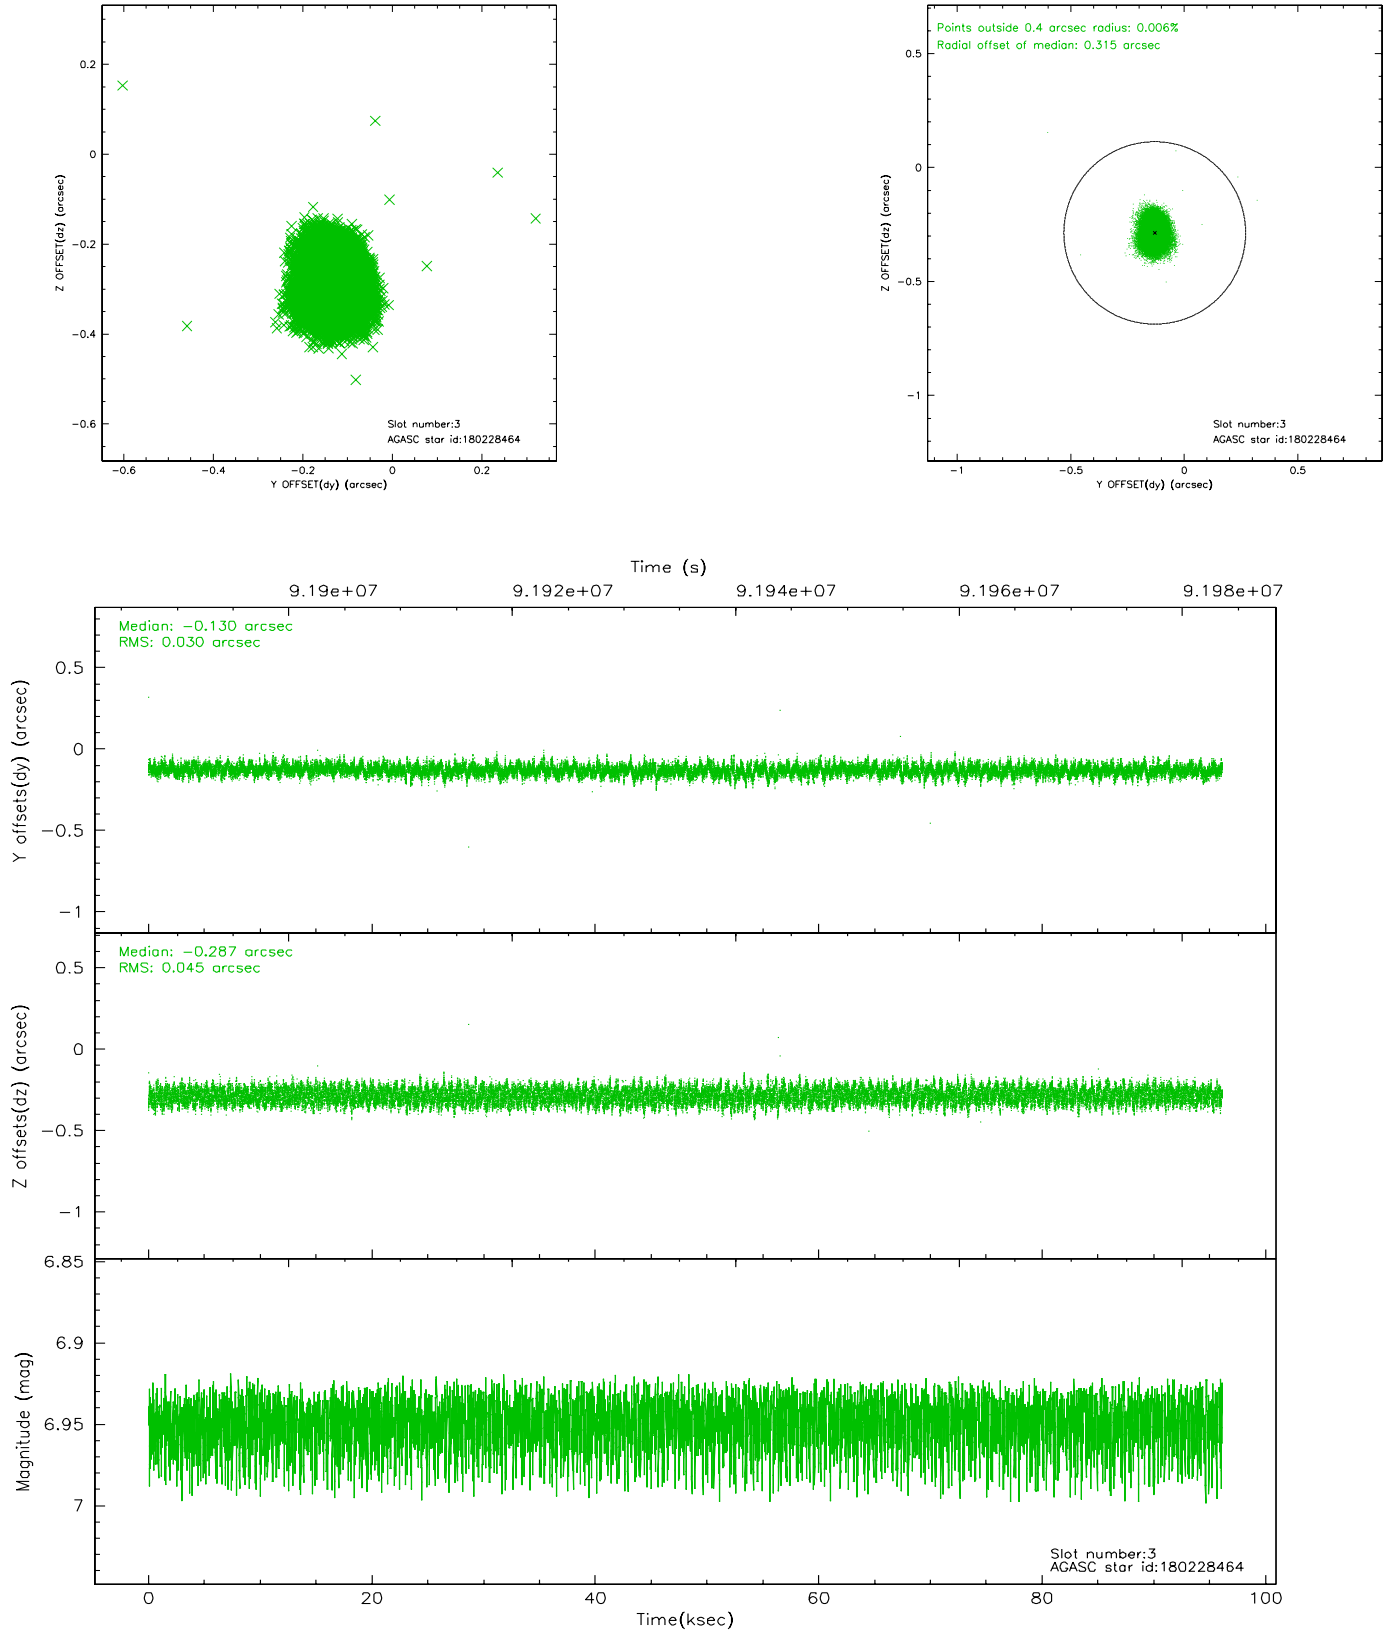 0.2
0
−0.2
−0.4
−0.6
Z OFFSET(dz) (arcsec)
Slot number:3
AGASC star id:180228464
−0.6
−0.4
−0.2
0
0.2
Y OFFSET(dy) (arcsec)
Points outside 0.4 arcsec radius: 0.006%
Radial offset of median: 0.315 arcsec
0.5
0
−0.5
−1
Z OFFSET(dz) (arcsec)
Slot number:3
AGASC star id:180228464
−1
−0.5
0
0.5
Y OFFSET(dy) (arcsec)
Time (s)
9.19e+07
9.192e+07
9.194e+07
9.196e+07
9.198e+07
Median: −0.130 arcsec
RMS: 0.030 arcsec
0.5
0
−0.5
−1
Y offsets(dy) (arcsec)
Median: −0.287 arcsec
RMS: 0.045 arcsec
0.5
0
−0.5
−1
Z offsets(dz) (arcsec)
6.85
6.9
6.95
7
Magnitude (mag)
Slot number:3
AGASC star id:180228464
0
20
40
60
80
100
Time(ksec)